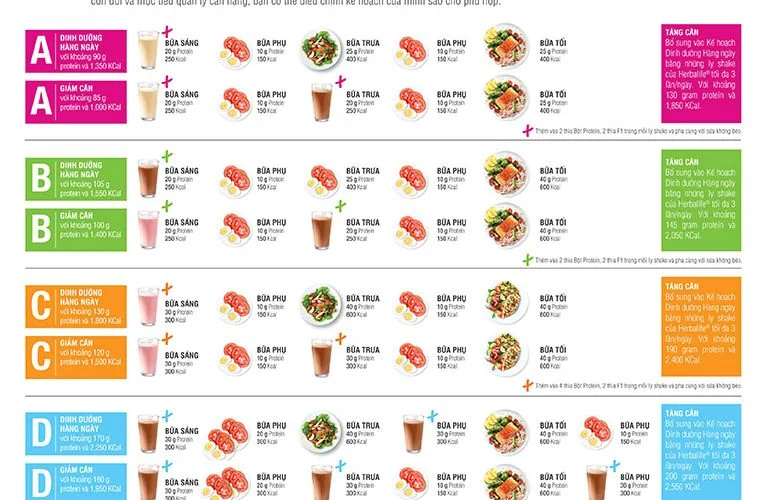 con đói và mục tiêu quản lý cân nặng, bạn có thể điều chỉnh kế hoạch của mình sao cho phù hợp.
A
DINH DƯỠNG
HÀNG NGÀY
với khoảng 90 g
protein và 1,350 KCal
BỮA SÁNG
20 g Protein
250 Kcal
BỮA PHỤ
10 g Protein
150 Kcal
BỮA TRƯA
25 g Protein
400 Kcal
BỮA PHỤ
10 g Protein
150 Kcal
BỮA TỐI
25 g Protein
400 Kcal
A
GIẢM CÂN
với khoảng 85 g
protein và 1,000 KCal
BỮA SÁNG
20 g Protein
250 Kcal
BỮA PHỤ
10 g Protein
150 Kcal
BỮA TRƯA
20 g Protein
250 Kcal
BỮA PHỤ
10 g Protein
150 Kcal
BỮA TỐI
25 g Protein
400 Kcal
TĂNG CÂN
Bổ sung vào Kế hoạch
Dinh dưỡng Hàng ngày
bằng những ly shake
của Herbalife® tối đa 3
lần/ngày. Với khoảng
130 gram protein và
1,850 KCal.
Thêm vào 2 thìa Bột Protein, 2 thìa F1 trong mỗi ly shake và pha cùng với sữa không béo.
B
DINH DƯỠNG
HÀNG NGÀY
với khoảng 105 g
protein và 1,550 KCal
BỮA SÁNG
20 g Protein
250 Kcal
BỮA PHỤ
10 g Protein
150 Kcal
BỮA TRƯA
25 g Protein
400 Kcal
BỮA PHỤ
10 g Protein
150 Kcal
BỮA TỐI
40 g Protein
600 Kcal
B
GIẢM CÂN
với khoảng 100 g
protein và 1,400 KCal
BỮA SÁNG
20 g Protein
250 Kcal
BỮA PHỤ
10 g Protein
150 Kcal
BỮA TRƯA
20 g Protein
250 Kcal
BỮA PHỤ
10 g Protein
150 Kcal
BỮA TỐI
40 g Protein
600 Kcal
TĂNG CÂN
Bổ sung vào Kế hoạch
Dinh dưỡng Hàng ngày
bằng những ly shake
của Herbalife® tối đa 3
lần/ngày. Với khoảng
145 gram protein và
2,050 KCal.
Thêm vào 2 thìa Bột Protein, 2 thìa F1 trong mỗi ly shake và pha cùng với sữa không béo.
C
DINH DƯỠNG
HÀNG NGÀY
với khoảng 130 g
protein và 1,800 KCal
BỮA SÁNG
30 g Protein
300 Kcal
BỮA PHỤ
10 g Protein
150 Kcal
BỮA TRƯA
40 g Protein
600 Kcal
BỮA PHỤ
10 g Protein
150 Kcal
BỮA TỐI
40 g Protein
600 Kcal
C
GIẢM CÂN
với khoảng 120 g
protein và 1,500 KCal
BỮA SÁNG
30 g Protein
300 Kcal
BỮA PHỤ
10 g Protein
150 Kcal
BỮA TRƯA
30 g Protein
300 Kcal
BỮA PHỤ
10 g Protein
150 Kcal
BỮA TỐI
40 g Protein
600 Kcal
TĂNG CÂN
Bổ sung vào Kế hoạch
Dinh dưỡng Hàng ngày
bằng những ly shake
của Herbalife® tối đa 3
lần/ngày. Với khoảng
190 gram protein và
2,400 KCal.
Thêm vào 4 thìa Bột Protein, 2 thìa F1 trong mỗi ly shake và pha cùng với sữa không béo.
D
DINH DƯỠNG
HÀNG NGÀY
với khoảng 170 g
protein và 2,250 KCal
BỮA SÁNG
30 g Protein
300 Kcal
BỮA PHỤ
20 g Protein
300 Kcal
BỮA TRƯA
40 g Protein
600 Kcal
BỮA PHỤ
30 g Protein
300 Kcal
BỮA TỐI
40 g Protein
600 Kcal
BỮA PHỤ
10 g Protein
150 Kcal
D
GIẢM CÂN
với khoảng 160 g
protein và 1,950 KCal
BỮA SÁNG
30 g Protein
300 Kcal
BỮA PHỤ
20 g Protein
300 Kcal
BỮA TRƯA
30 g Protein
300 Kcal
BỮA PHỤ
10 g Protein
150 Kcal
BỮA TỐI
40 g Protein
600 Kcal
BỮA PHỤ
30 g Protein
300 Kcal
TĂNG CÂN
Bổ sung vào Kế hoạch
Dinh dưỡng Hàng ngày
bằng những ly shake
của Herbalife® tối đa 3
lần/ngày. Với khoảng
200 gram protein và
2,550 KCal.